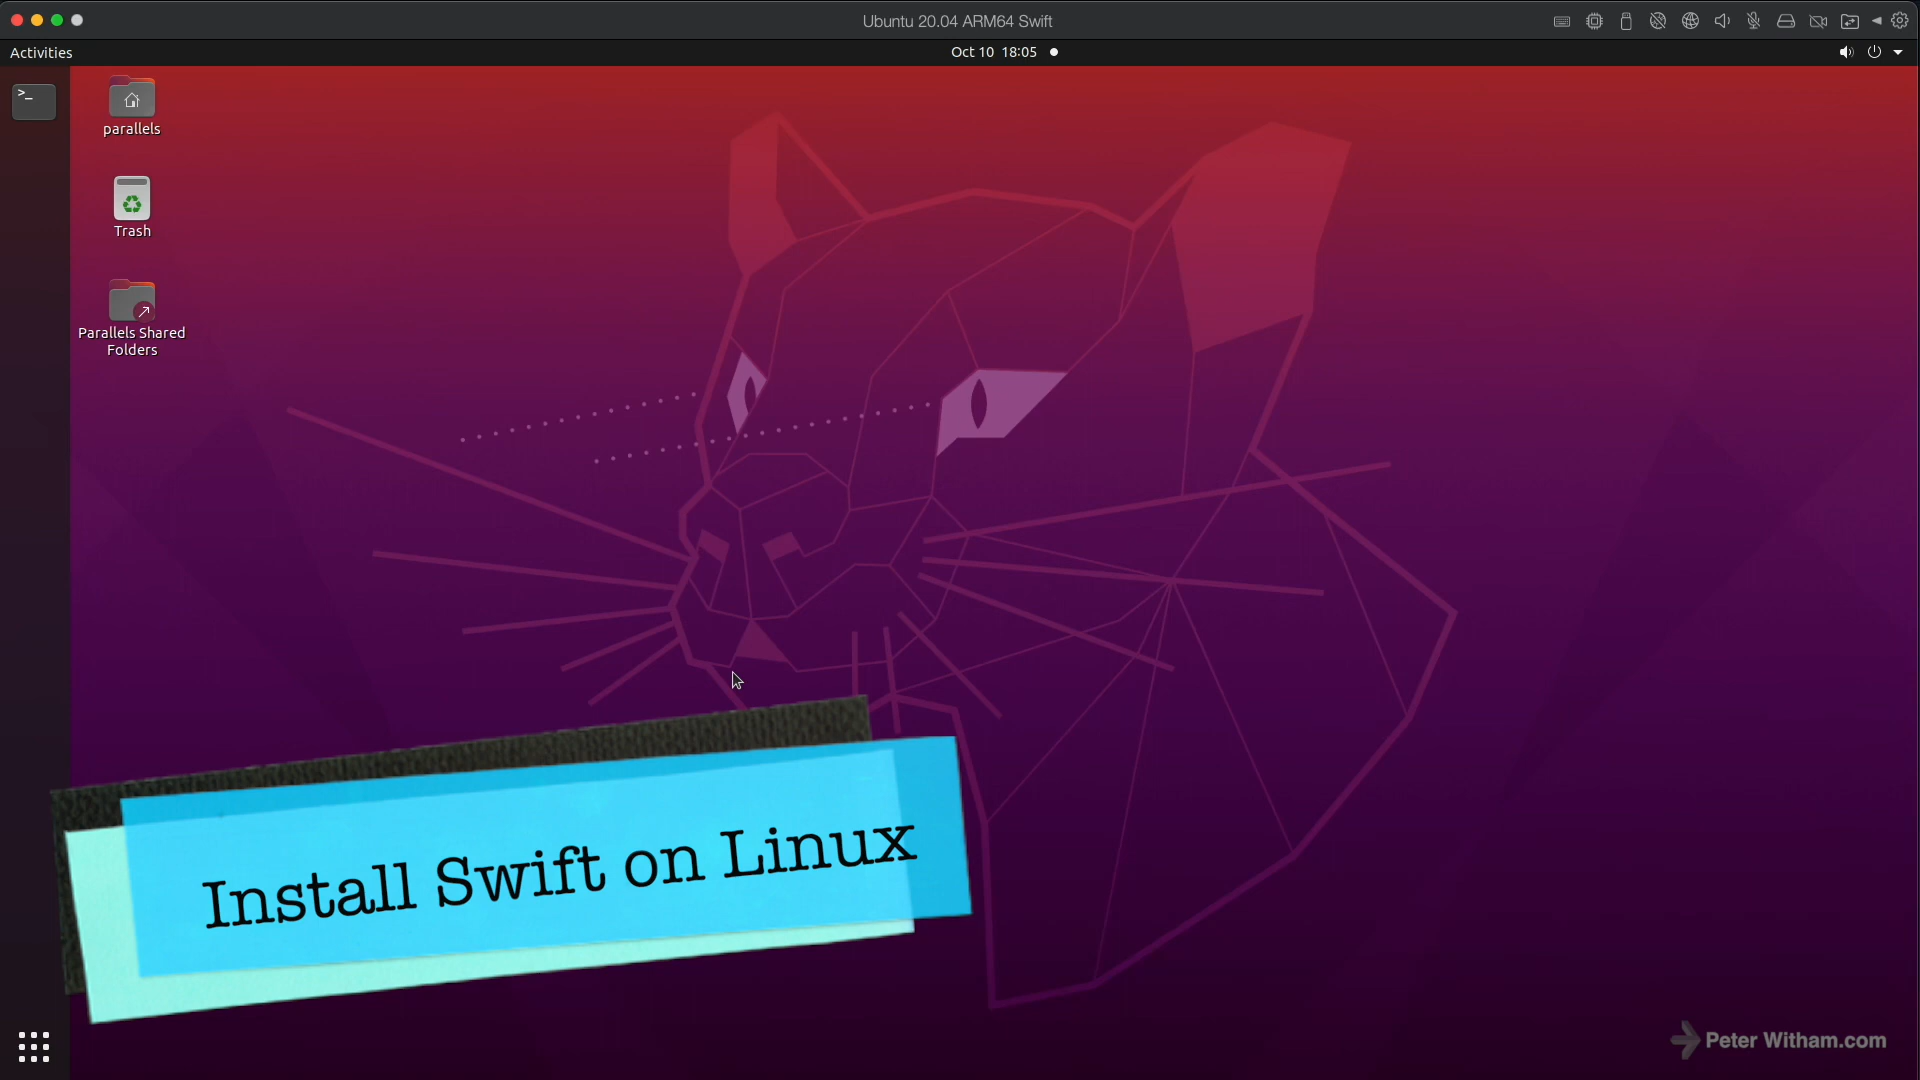 Ubuntu 20.04 ARM64 Swift
Activities
Oct 10 18:05
>_
parallels
Trash
Parallels Shared
Folders
Install Swift on Linux
Peter Witham.com